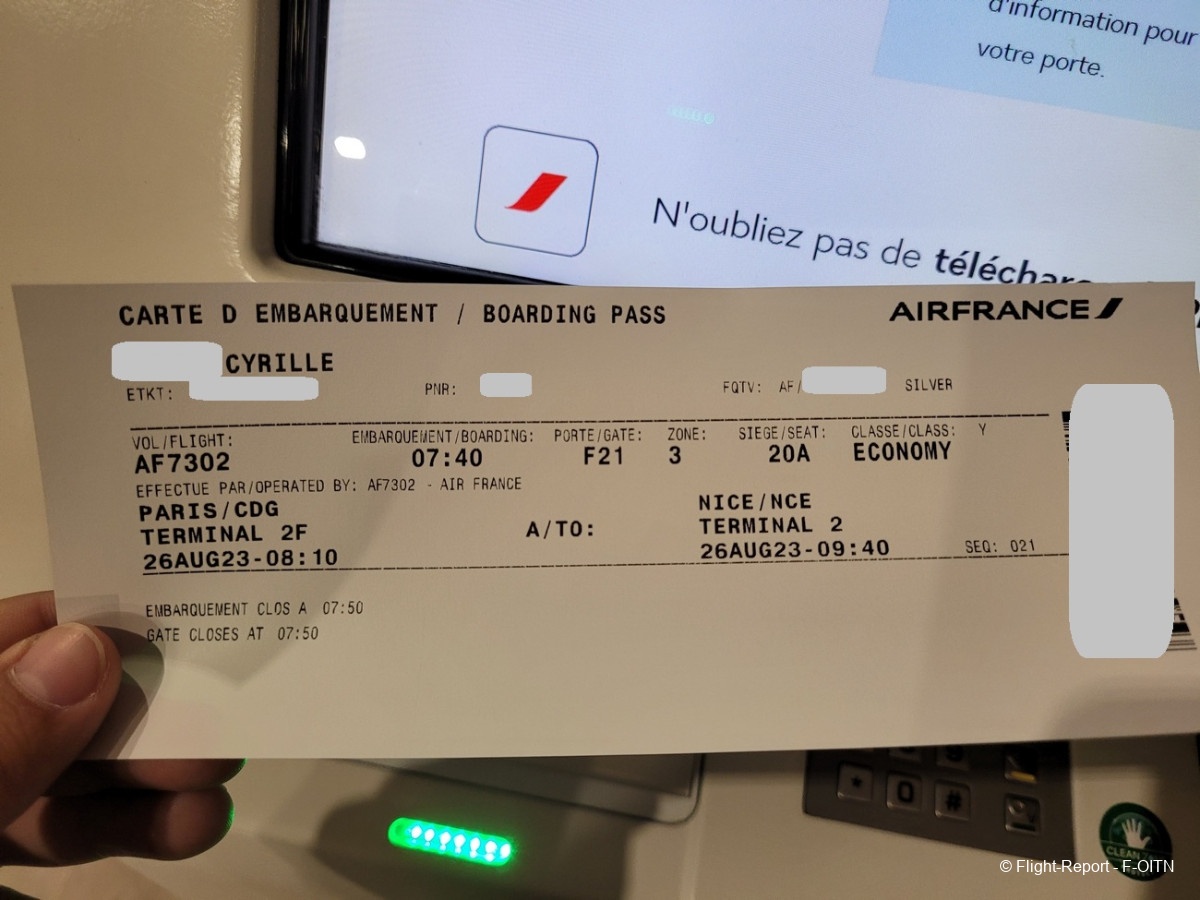 d'information pour
votre porte.
N'oubliez pas de téléchar
CARTE D EMBARQUEMENT / BOARDING PASS
AIRFRANCE
CYRILLE
ETKT: PNR: FQTV: AF/ SILVER
VOL/FLIGHT: EMBARQUEMENT/BOARDING: PORTE/GATE: ZONE: SIEGE/SEAT: CLASSE/CLASS: Y
AF7302 07:40 F21 3 20A ECONOMY
EFFECTUE PAR/OPERATED BY: AF7302 - AIR FRANCE
PARIS/CDG NICE/NCE
TERMINAL 2F A/TO: TERMINAL 2
26AUG23-08:10 26AUG23-09:40 SEQ: 021
EMBARQUEMENT CLOS A 07:50
GATE CLOSES AT 07:50
* 0 #
CLEAN
© Flight-Report - F-OITN